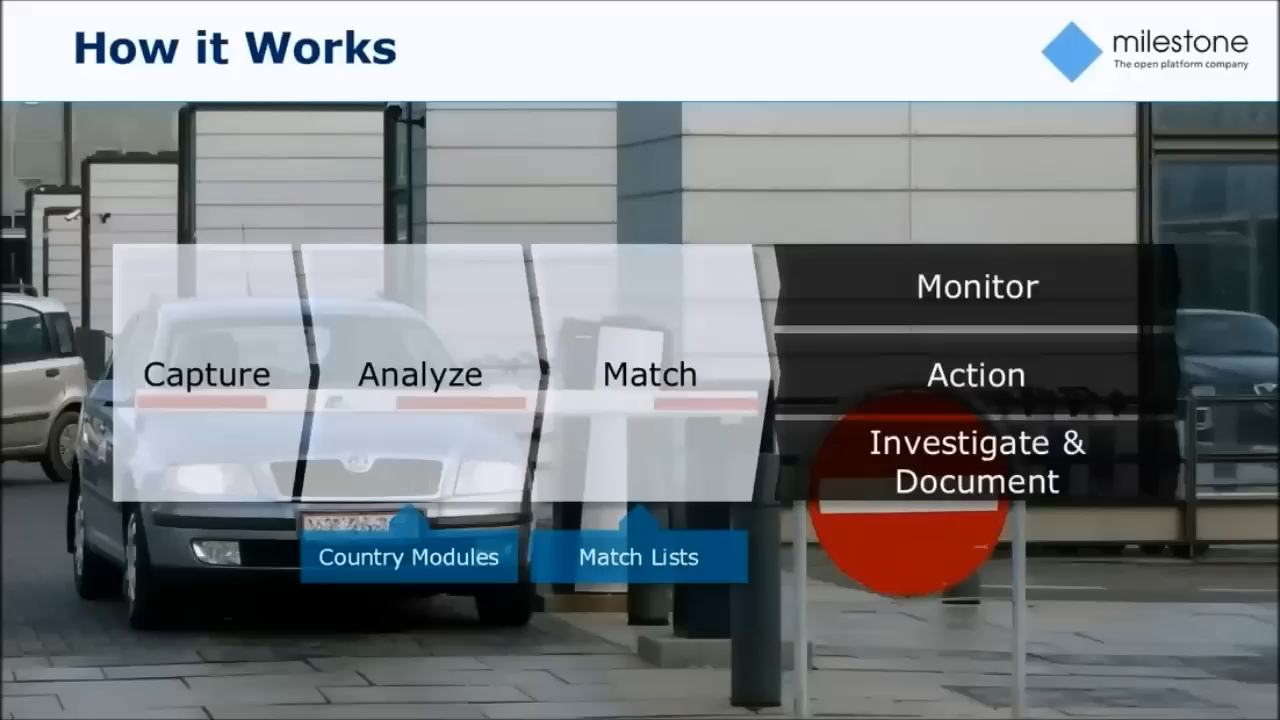 How it Works
milestone
The open platform company
Capture
Analyze
Match
Monitor
Action
Investigate &
Document
Country Modules
Match Lists